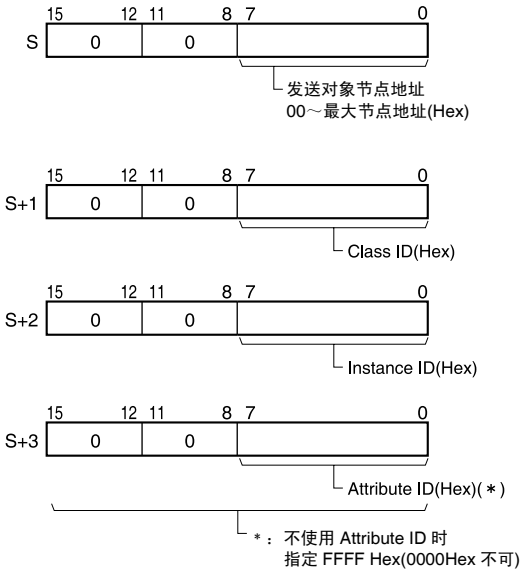 15 12 11 8 7 0
S 0 0
发送对象节点地址
00～最大节点地址(Hex)
15 12 11 8 7 0
S+1 0 0
Class ID(Hex)
15 12 11 8 7 0
S+2 0 0
Instance ID(Hex)
15 12 11 8 7 0
S+3 0 0
Attribute ID(Hex)(*)
*：不使用 Attribute ID 时
指定 FFFF Hex(0000Hex 不可)